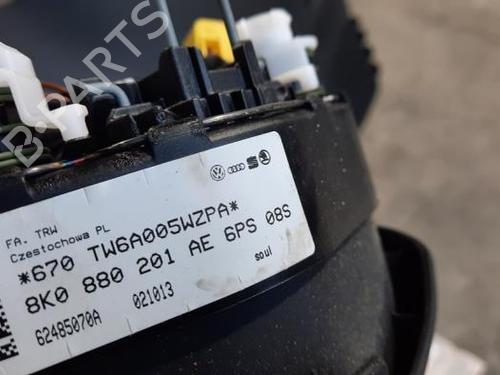 B-PARTS
FA. TRW
Czestochowa PL
*670 TW6A005WZPA*
8K0 880 201 AE 6PS 08S
62485070A 021013 soul